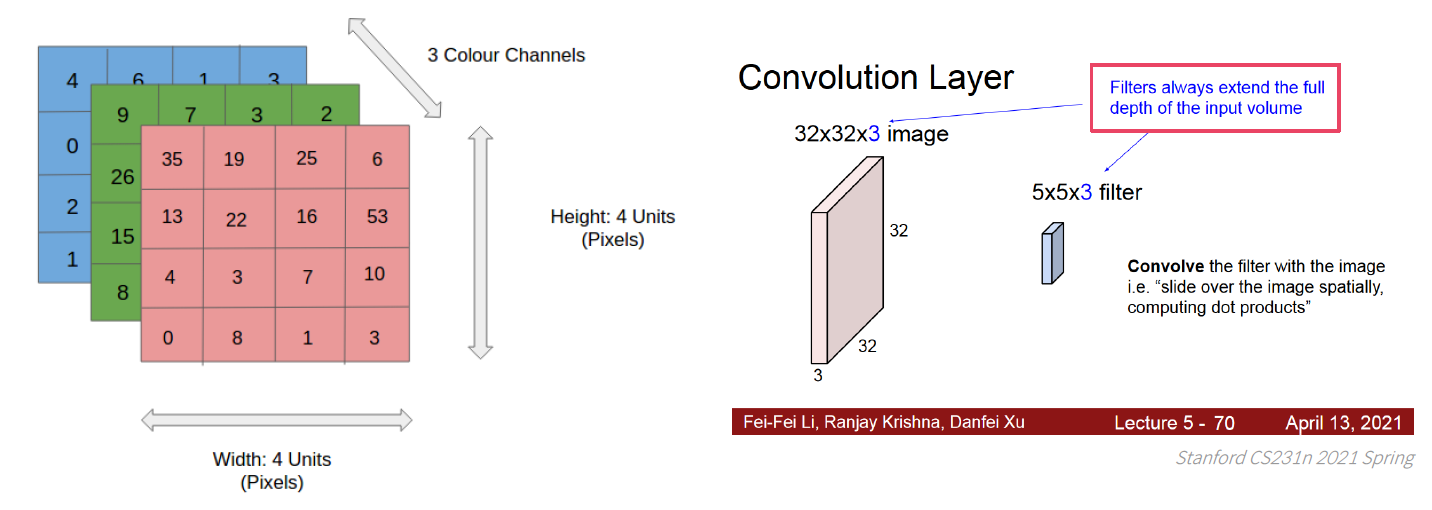 3 Colour Channels
4 6 1 3
9 7 3 2
0
35 19 25 6
26
2
13 22 16 53
15
1
4 3 7 10
8
0 8 1 3
Height: 4 Units
(Pixels)
Width: 4 Units
(Pixels)
Convolution Layer
Filters always extend the full
depth of the input volume
32x32x3 image
5x5x3 filter
32
32
3
Convolve the filter with the image
i.e. “slide over the image spatially,
computing dot products”
Fei-Fei Li, Ranjay Krishna, Danfei Xu
Lecture 5 - 70
April 13, 2021
Stanford CS231n 2021 Spring